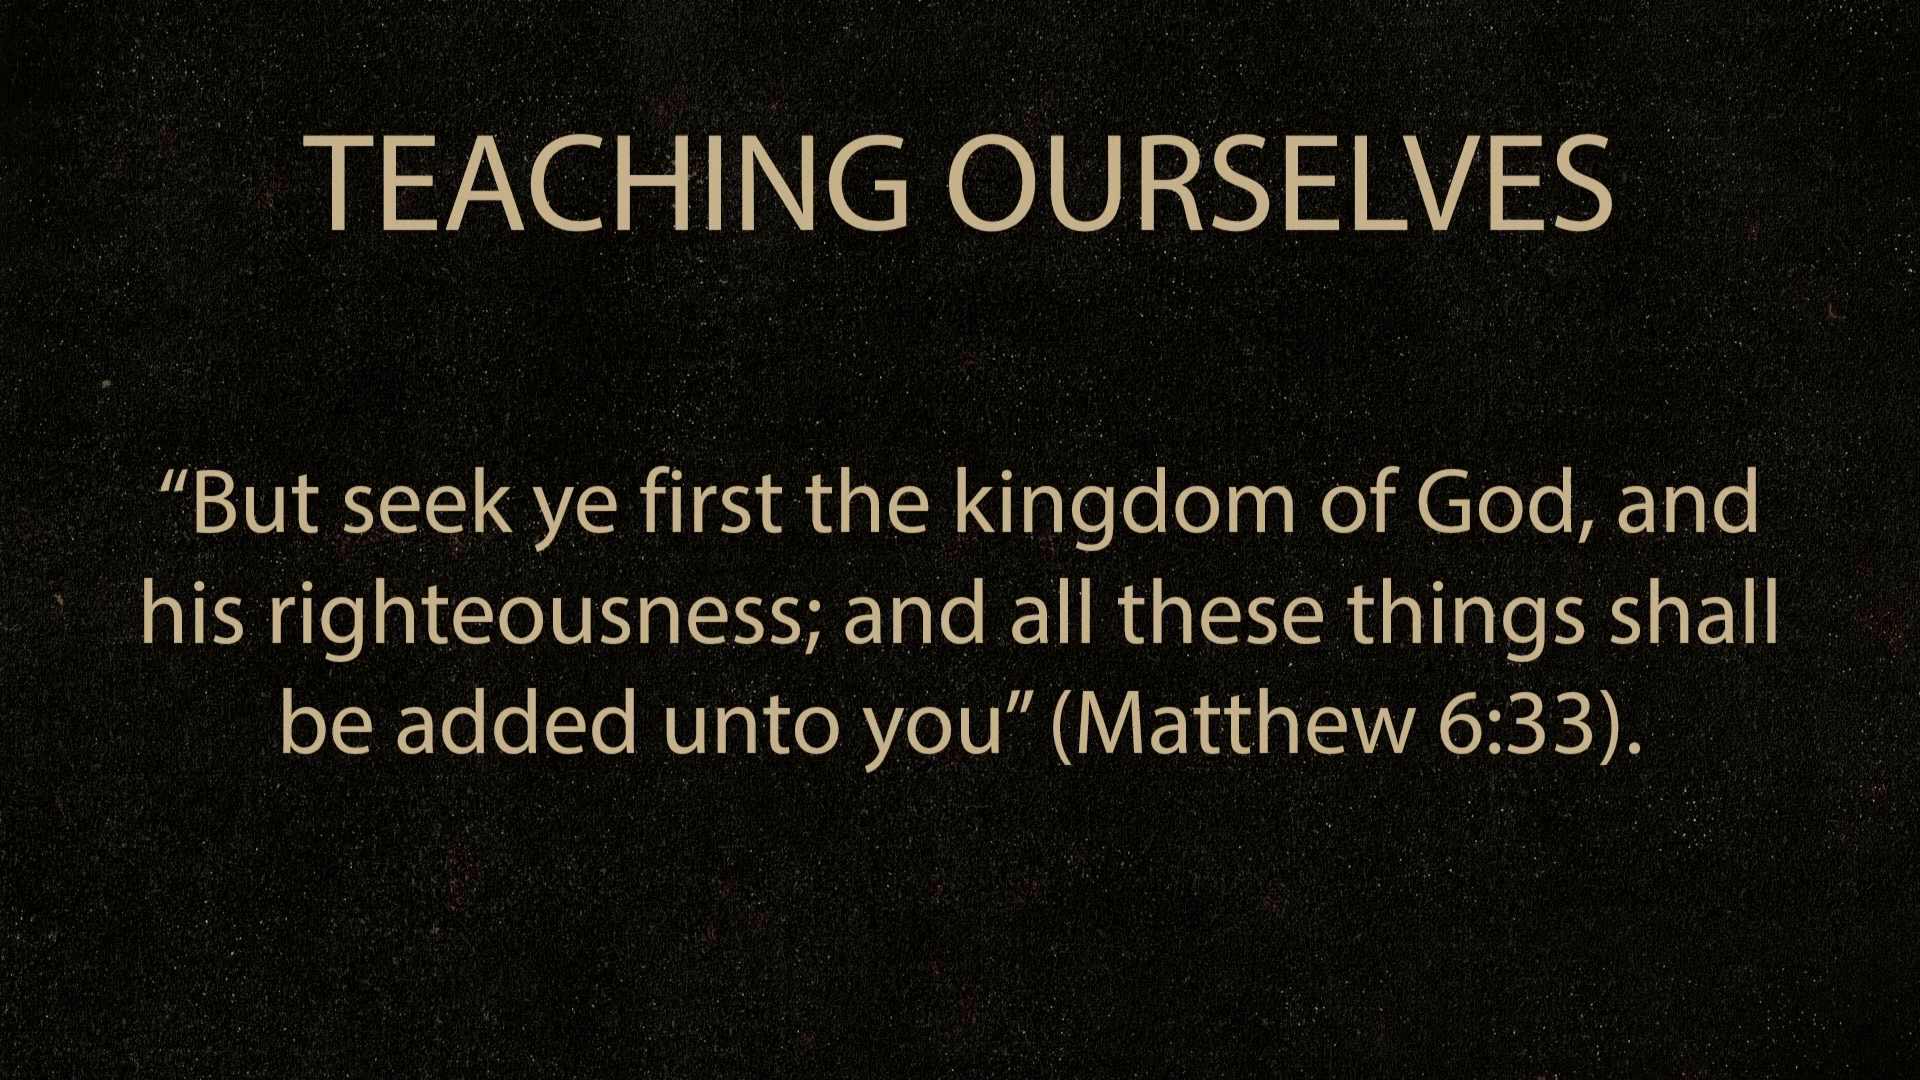 TEACHING OURSELVES
“But seek ye first the kingdom of God, and
his righteousness; and all these things shall
be added unto you” (Matthew 6:33).